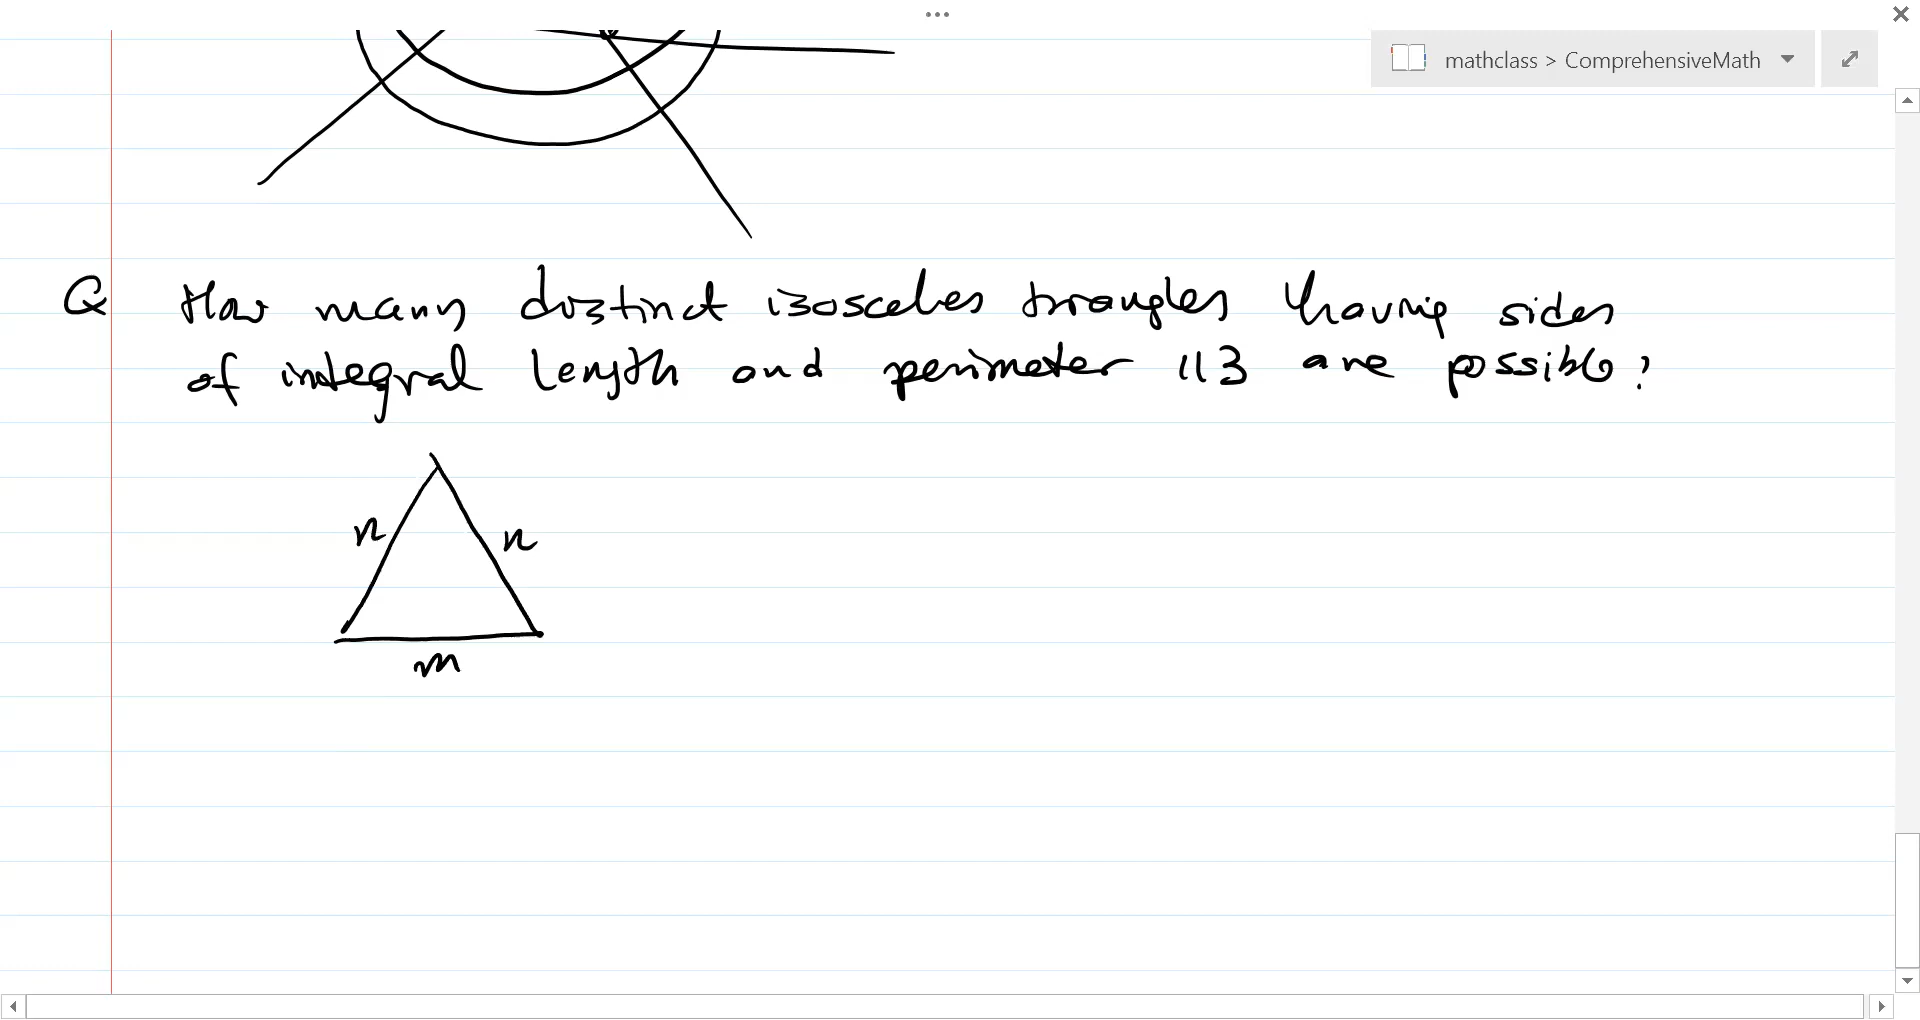 mathclass > ComprehensiveMath
Q How many distinct isosceles triangles having sides
of integral length and perimeter 113 are possible?
n n
m